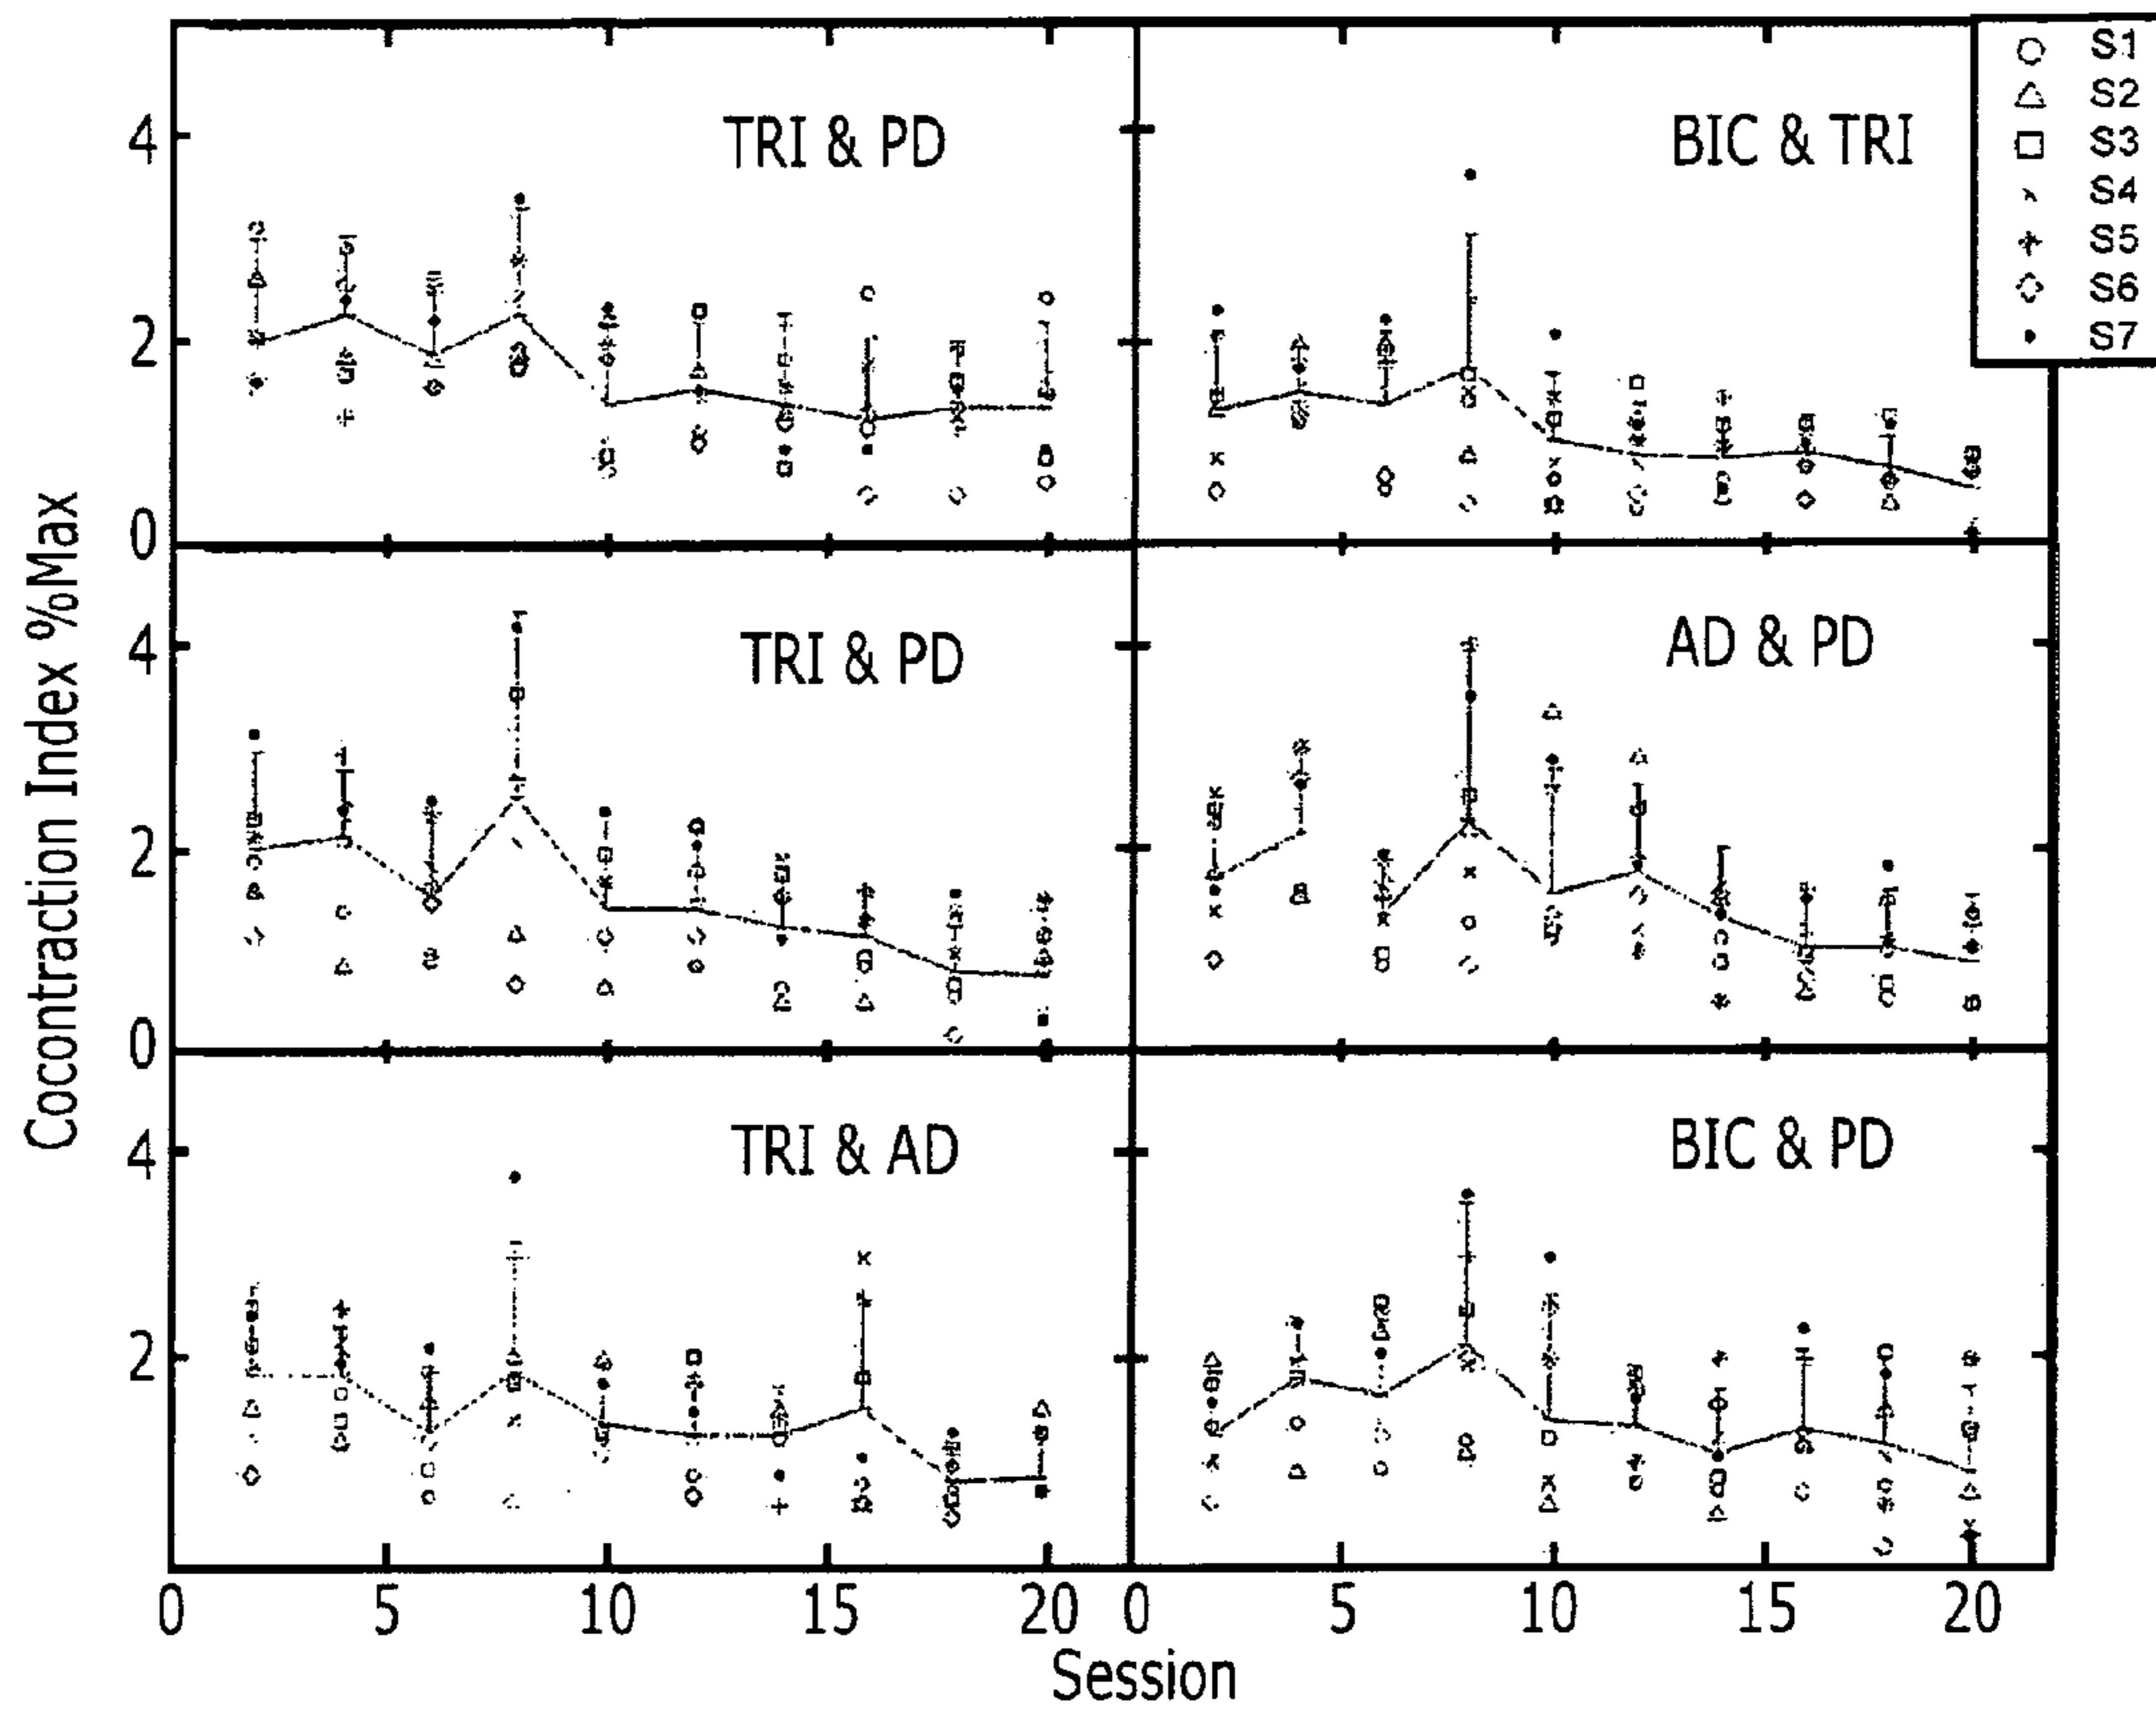 S1
S2
S3
S4
S5
S6
S7
TRI & PD
BIC & TRI
4
2
0
TRI & PD
AD & PD
4
2
0
TRI & AD
BIC & PD
4
2
Cocontraction Index %Max
0 5 10 15 20 0 5 10 15 20
Session